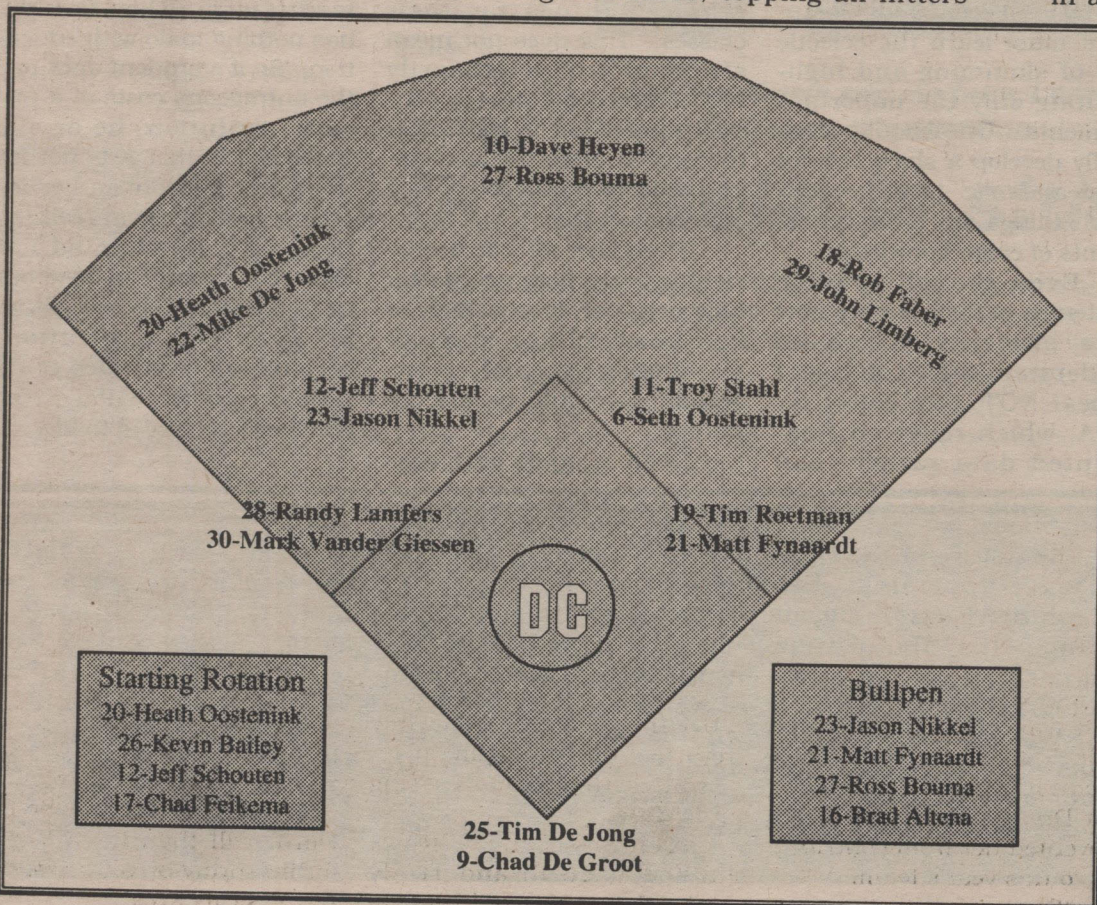 10-Dave Heyen
27-Ross Bouma
20-Heath Oostenink
22-Mike De Jong
18-Rob Faber
29-John Limberg
12-Jeff Schouten
23-Jason Nikkel
11-Troy Stahl
6-Seth Oostenink
28-Randy Lamfers
30-Mark Vander Giessen
19-Tim Roetman
21-Matt Fynaardt
DC
Starting Rotation
20-Heath Oostenink
26-Kevin Bailey
12-Jeff Schouten
17-Chad Feikema
Bullpen
23-Jason Nikkel
21-Matt Fynaardt
27-Ross Bouma
16-Brad Altena
25-Tim De Jong
9-Chad De Groot